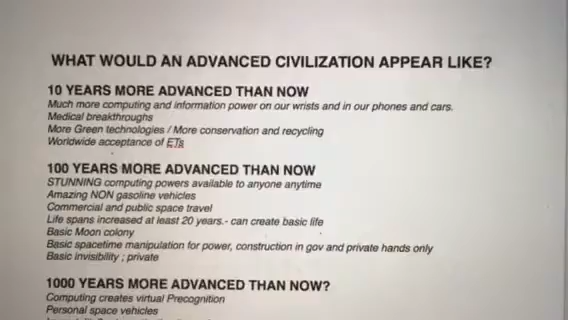 WHAT WOULD AN ADVANCED CIVILIZATION APPEAR LIKE?
10 YEARS MORE ADVANCED THAN NOW
Much more computing and information power on our wrists and in our phones and cars.
Medical breakthroughs
More Green technologies / More conservation and recycling
Worldwide acceptance of ETs
100 YEARS MORE ADVANCED THAN NOW
STUNNING computing powers available to anyone anytime
Amazing NON gasoline vehicles
Commercial and public space travel
Life spans increased at least 20 years.- can create basic life
Basic Moon colony
Basic spacetime manipulation for power, construction in gov and private hands only
Basic invisibility ; private
1000 YEARS MORE ADVANCED THAN NOW?
Computing creates virtual Precognition
Personal space vehicles